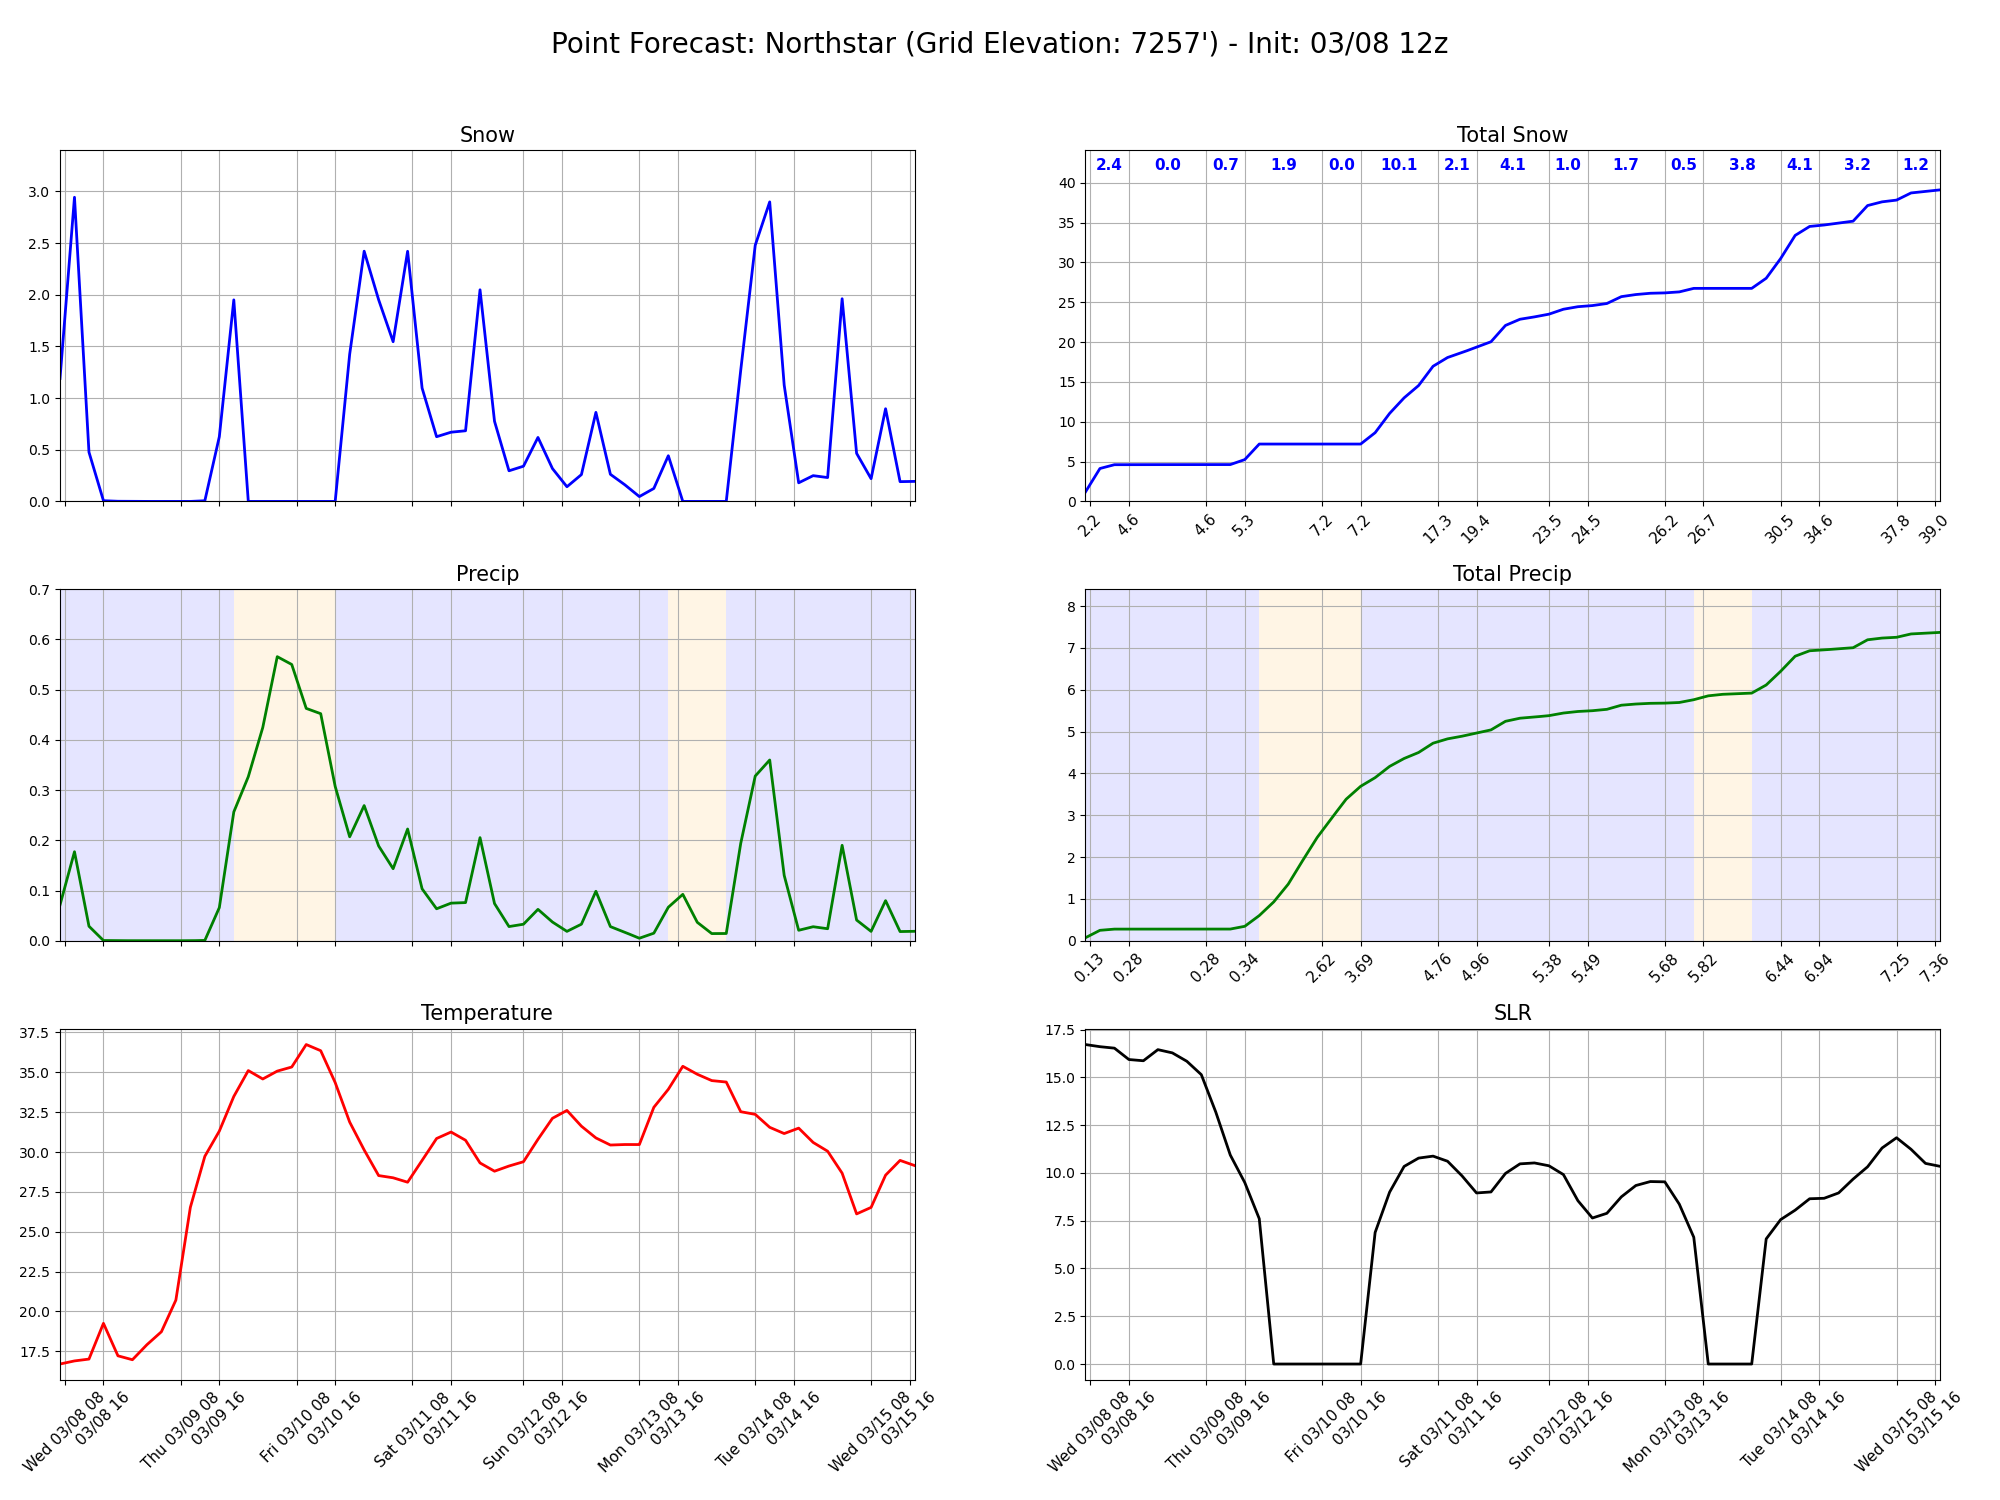 Point Forecast: Northstar (Grid Elevation: 7257') - Init: 03/08 12z
Snow
3.0
2.5
2.0
1.5
1.0
0.5
0.0
Total Snow
2.4 0.0 0.7 1.9 0.0 10.1 2.1 4.1 1.0 1.7 0.5 3.8 4.1 3.2 1.2
40
35
30
25
20
15
10
5
0
2.2 4.6 4.6 5.3 7.2 7.2 17.3 19.4 23.5 24.5 26.2 26.7 30.5 34.6 37.8 39.0
Precip
0.7
0.6
0.5
0.4
0.3
0.2
0.1
0.0
Total Precip
8
7
6
5
4
3
2
1
0
0.13 0.28 0.28 0.34 2.62 3.69 4.76 4.96 5.38 5.49 5.68 5.82 6.44 6.94 7.25 7.36
Temperature
37.5
35.0
32.5
30.0
27.5
25.0
22.5
20.0
17.5
Wed 03/08 08
03/08 16
Thu 03/09 08
03/09 16
Fri 03/10 08
03/10 16
Sat 03/11 08
03/11 16
Sun 03/12 08
03/12 16
Mon 03/13 08
03/13 16
Tue 03/14 08
03/14 16
Wed 03/15 08
03/15 16
SLR
17.5
15.0
12.5
10.0
7.5
5.0
2.5
0.0
Wed 03/08 08
03/08 16
Thu 03/09 08
03/09 16
Fri 03/10 08
03/10 16
Sat 03/11 08
03/11 16
Sun 03/12 08
03/12 16
Mon 03/13 08
03/13 16
Tue 03/14 08
03/14 16
Wed 03/15 08
03/15 16